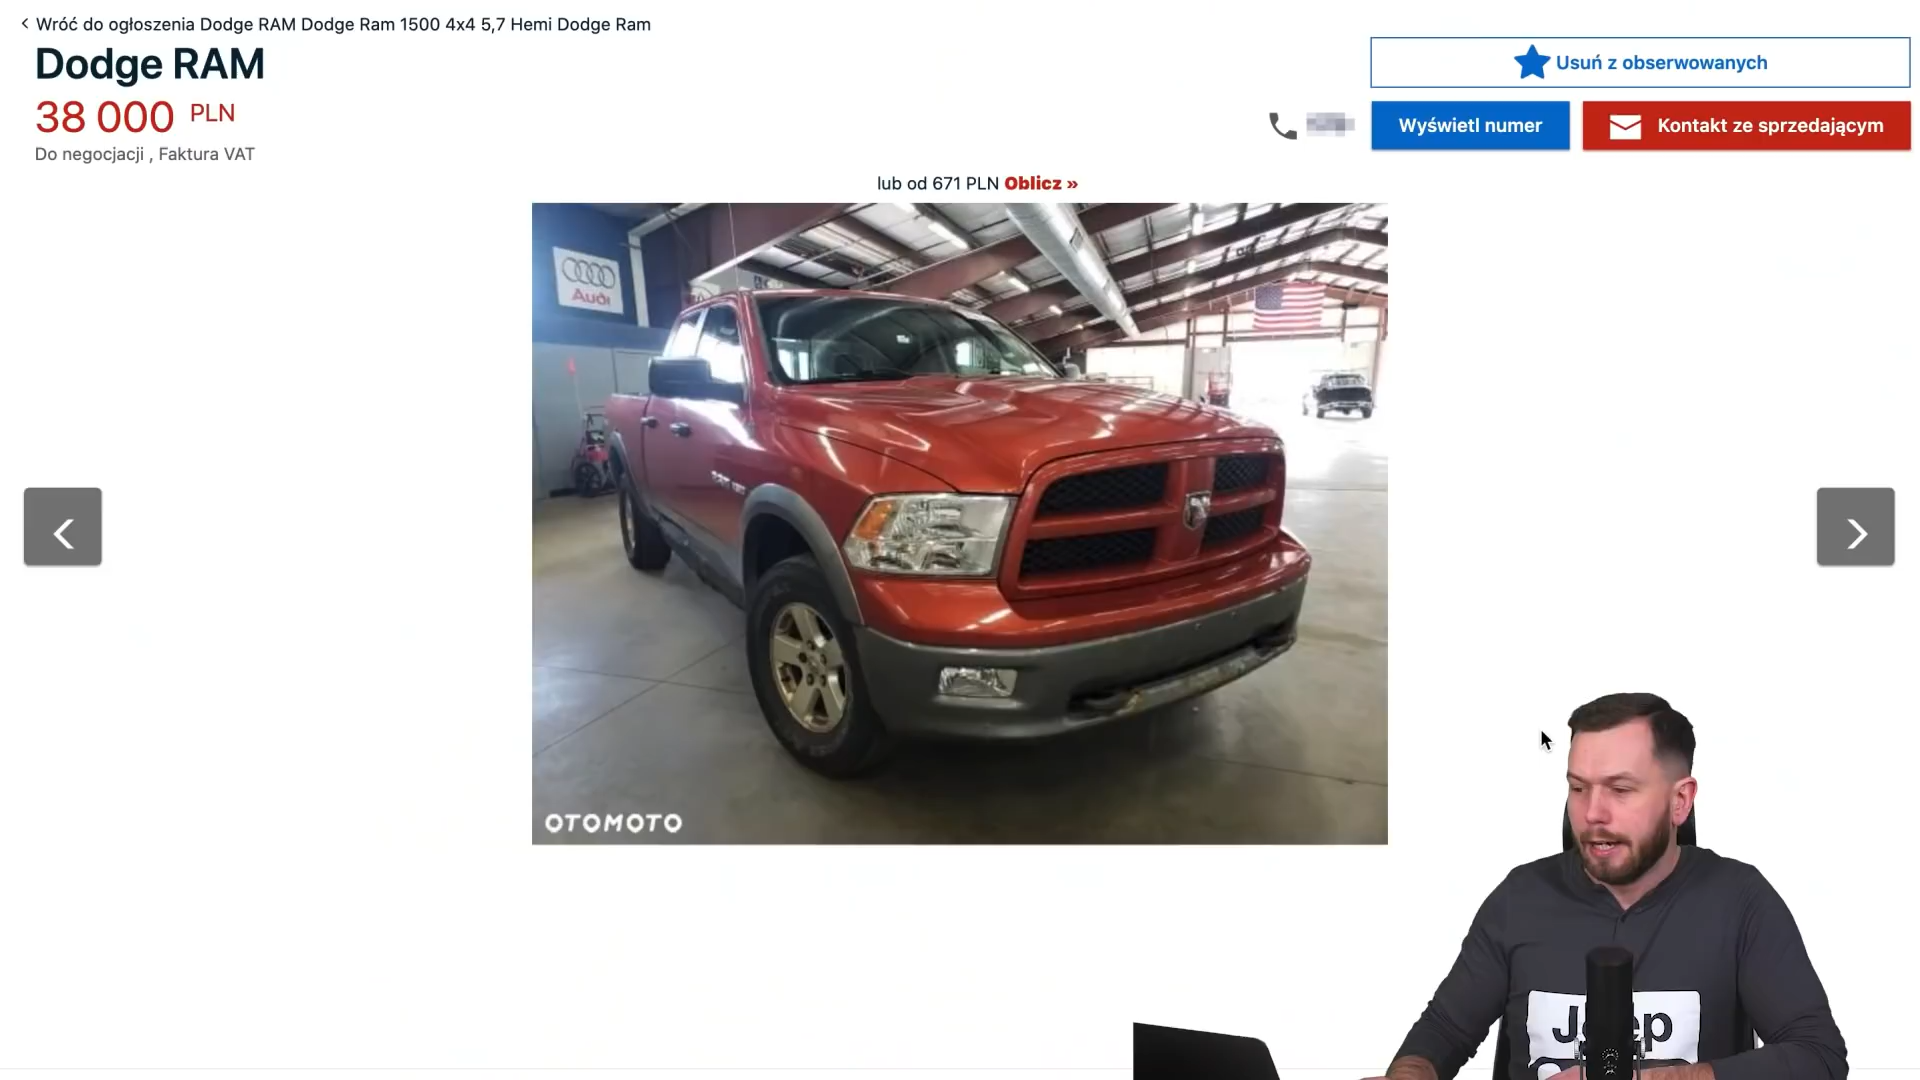 Wróć do ogłoszenia Dodge RAM Dodge Ram 1500 4x4 5,7 Hemi Dodge Ram
Dodge RAM
38 000 PLN
Do negocjacji , Faktura VAT
Usuń z obserwowanych
Wyświetl numer
Kontakt ze sprzedającym
lub od 671 PLN Oblicz »
Audi
OTOMOTO